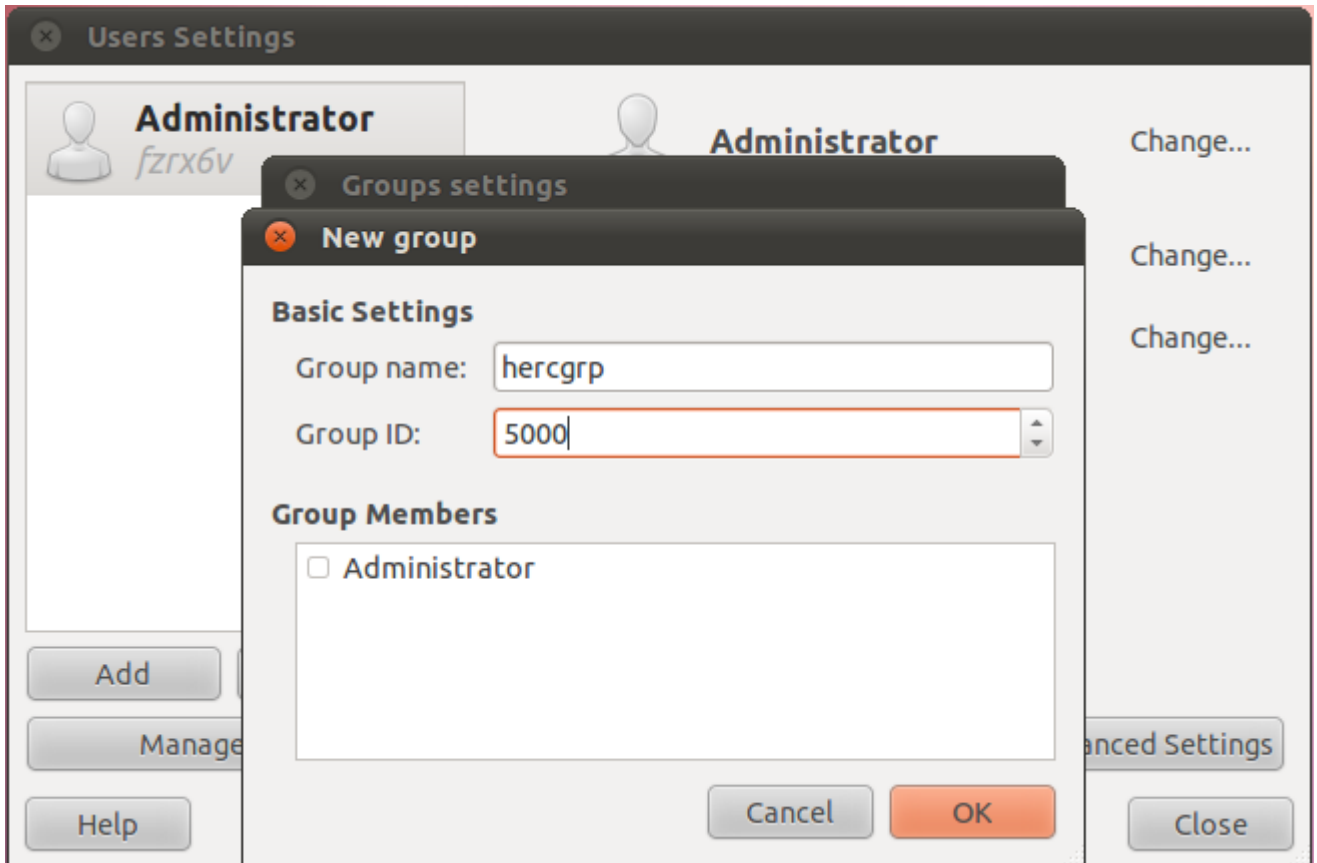 Users Settings
Administrator
fzrx6v
Administrator
Change...
Groups settings
New group
Change...
Basic Settings
Group name: hercgrp
Change...
Group ID: 5000
Group Members
Administrator
Add
Manage
anced Settings
Cancel
OK
Help
Close